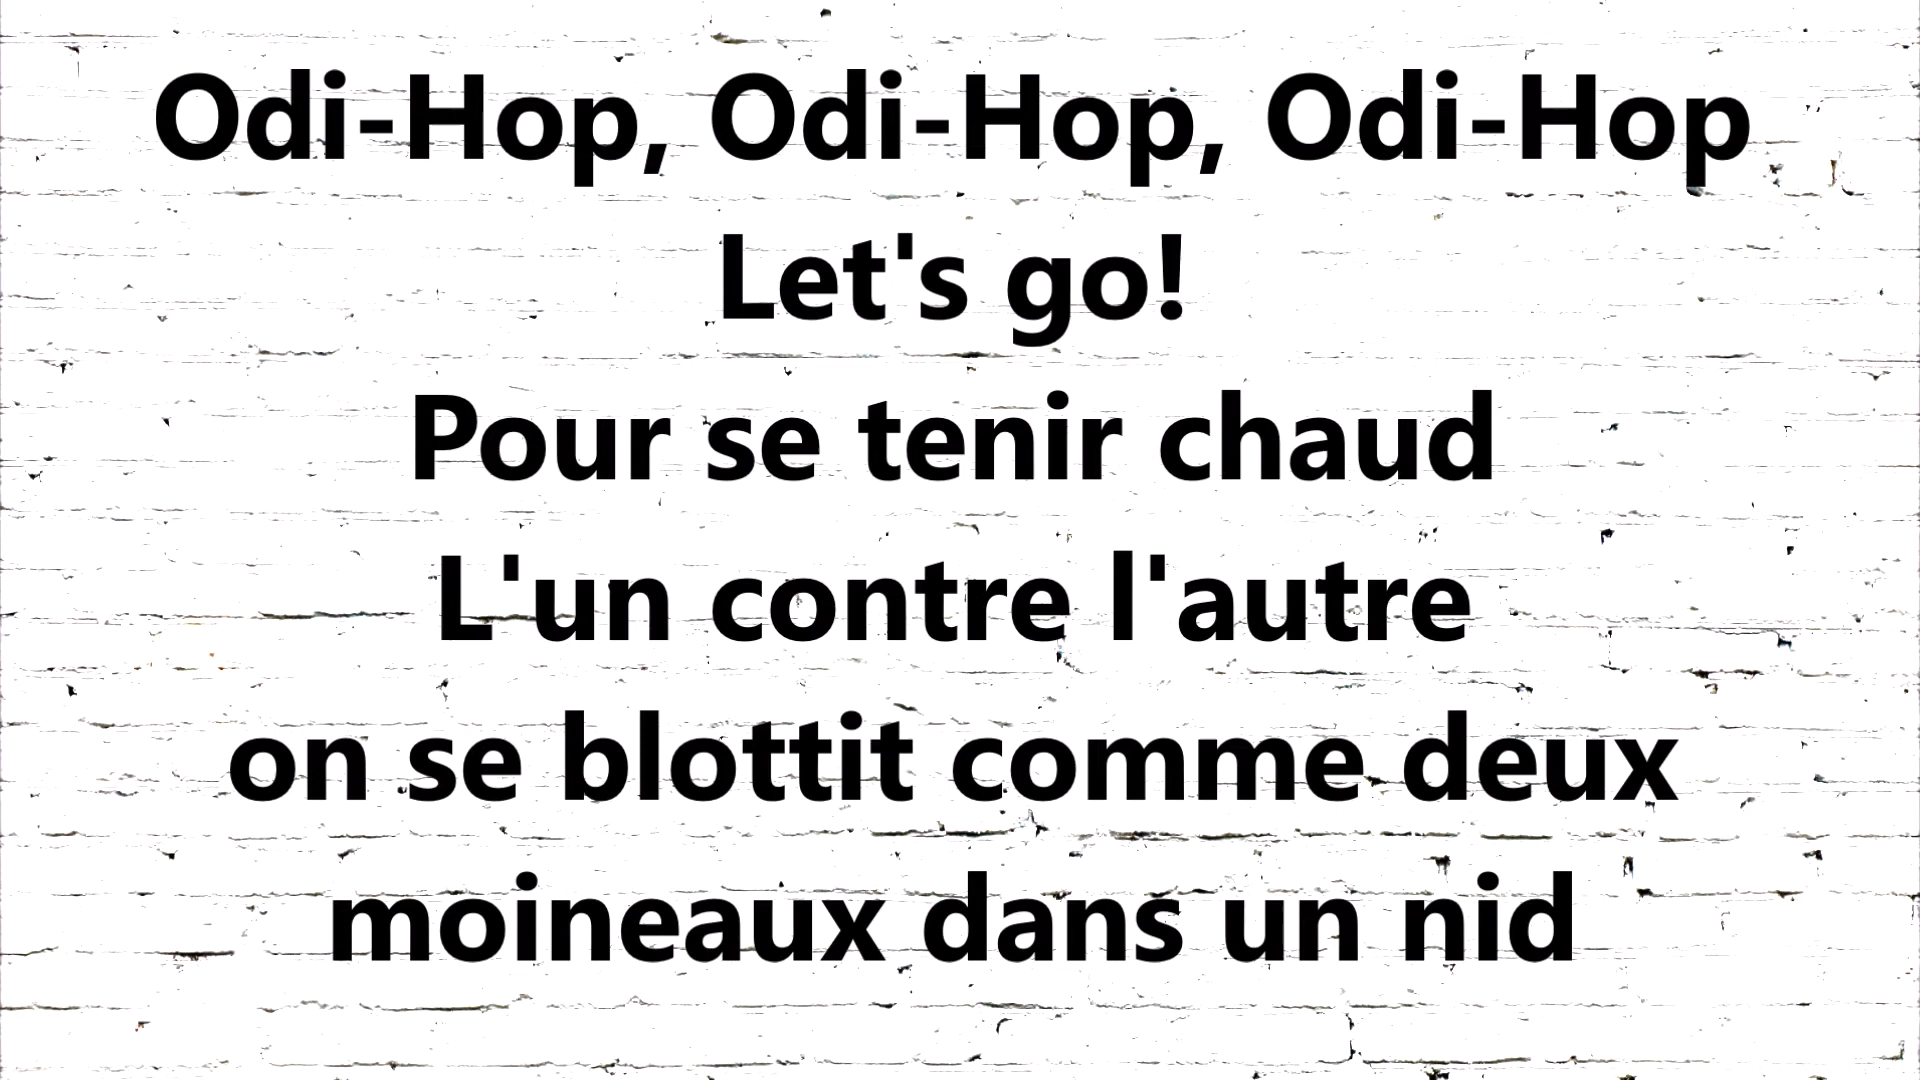 Odi-Hop, Odi-Hop, Odi-Hop
Let's go!
Pour se tenir chaud
L'un contre l'autre
on se blottit comme deux
moineaux dans un nid